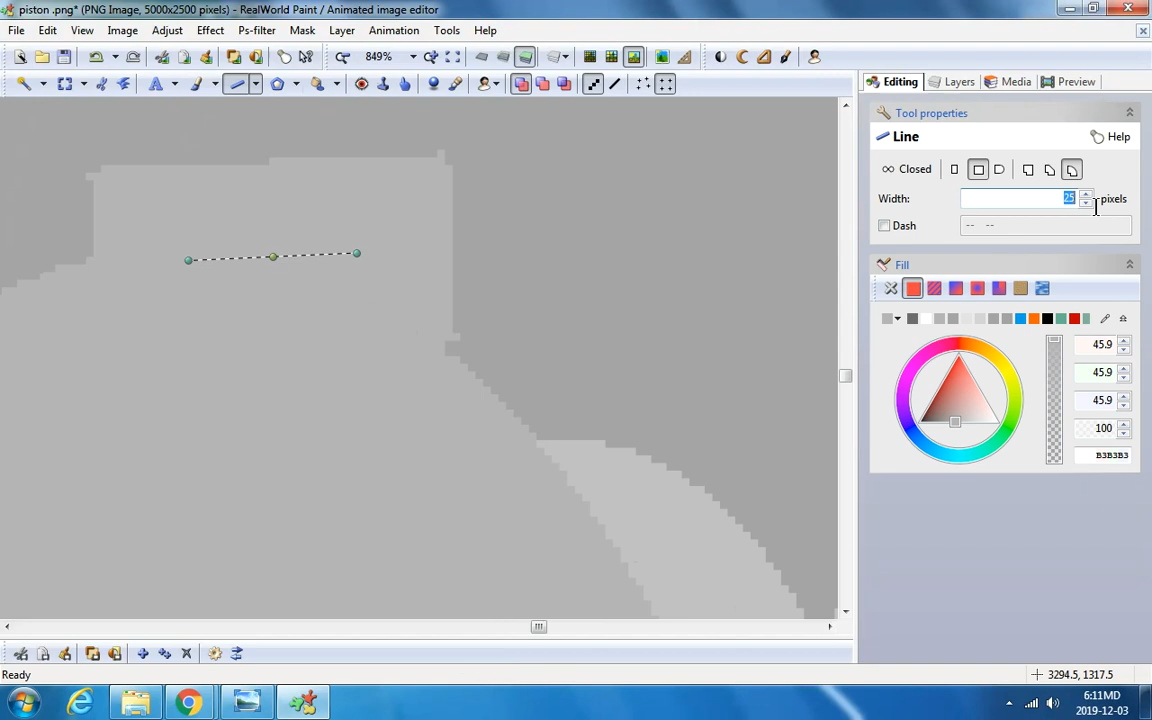 piston .png* (PNG Image, 5000x2500 pixels) - RealWorld Paint / Animated image editor
File Edit View Image Adjust Effect Ps-filter Mask Layer Animation Tools Help
849%
Editing Layers Media Preview
Tool properties
Line Help
Closed
Width: 25 pixels
Dash -- --
Fill
45.9
45.9
45.9
100
B3B3B3
Ready 3294.5, 1317.5
6:11MD
2019-12-03